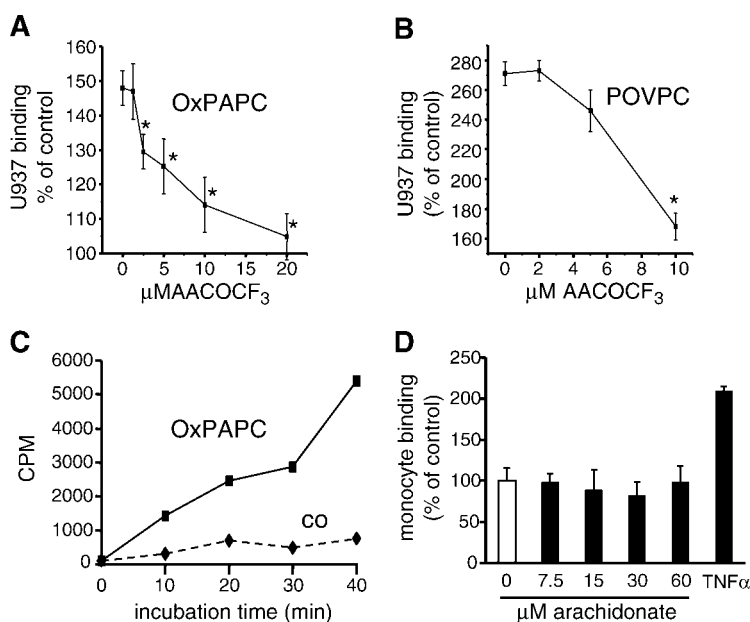 A
160
150
140
130
120
110
100
U937 binding
% of control
OxPAPC
*
*
*
*
0 5 10 15 20
μMAACOCF3
B
280
260
240
220
200
180
160
U937 binding
(% of control)
POVPC
*
0 2 4 6 8 10
μM AACOCF3
C
6000
5000
4000
3000
2000
1000
0
CPM
OxPAPC
co
0 10 20 30 40
incubation time (min)
D
250
200
150
100
50
0
monocyte binding
(% of control)
0 7.5 15 30 60 TNFα
μM arachidonate